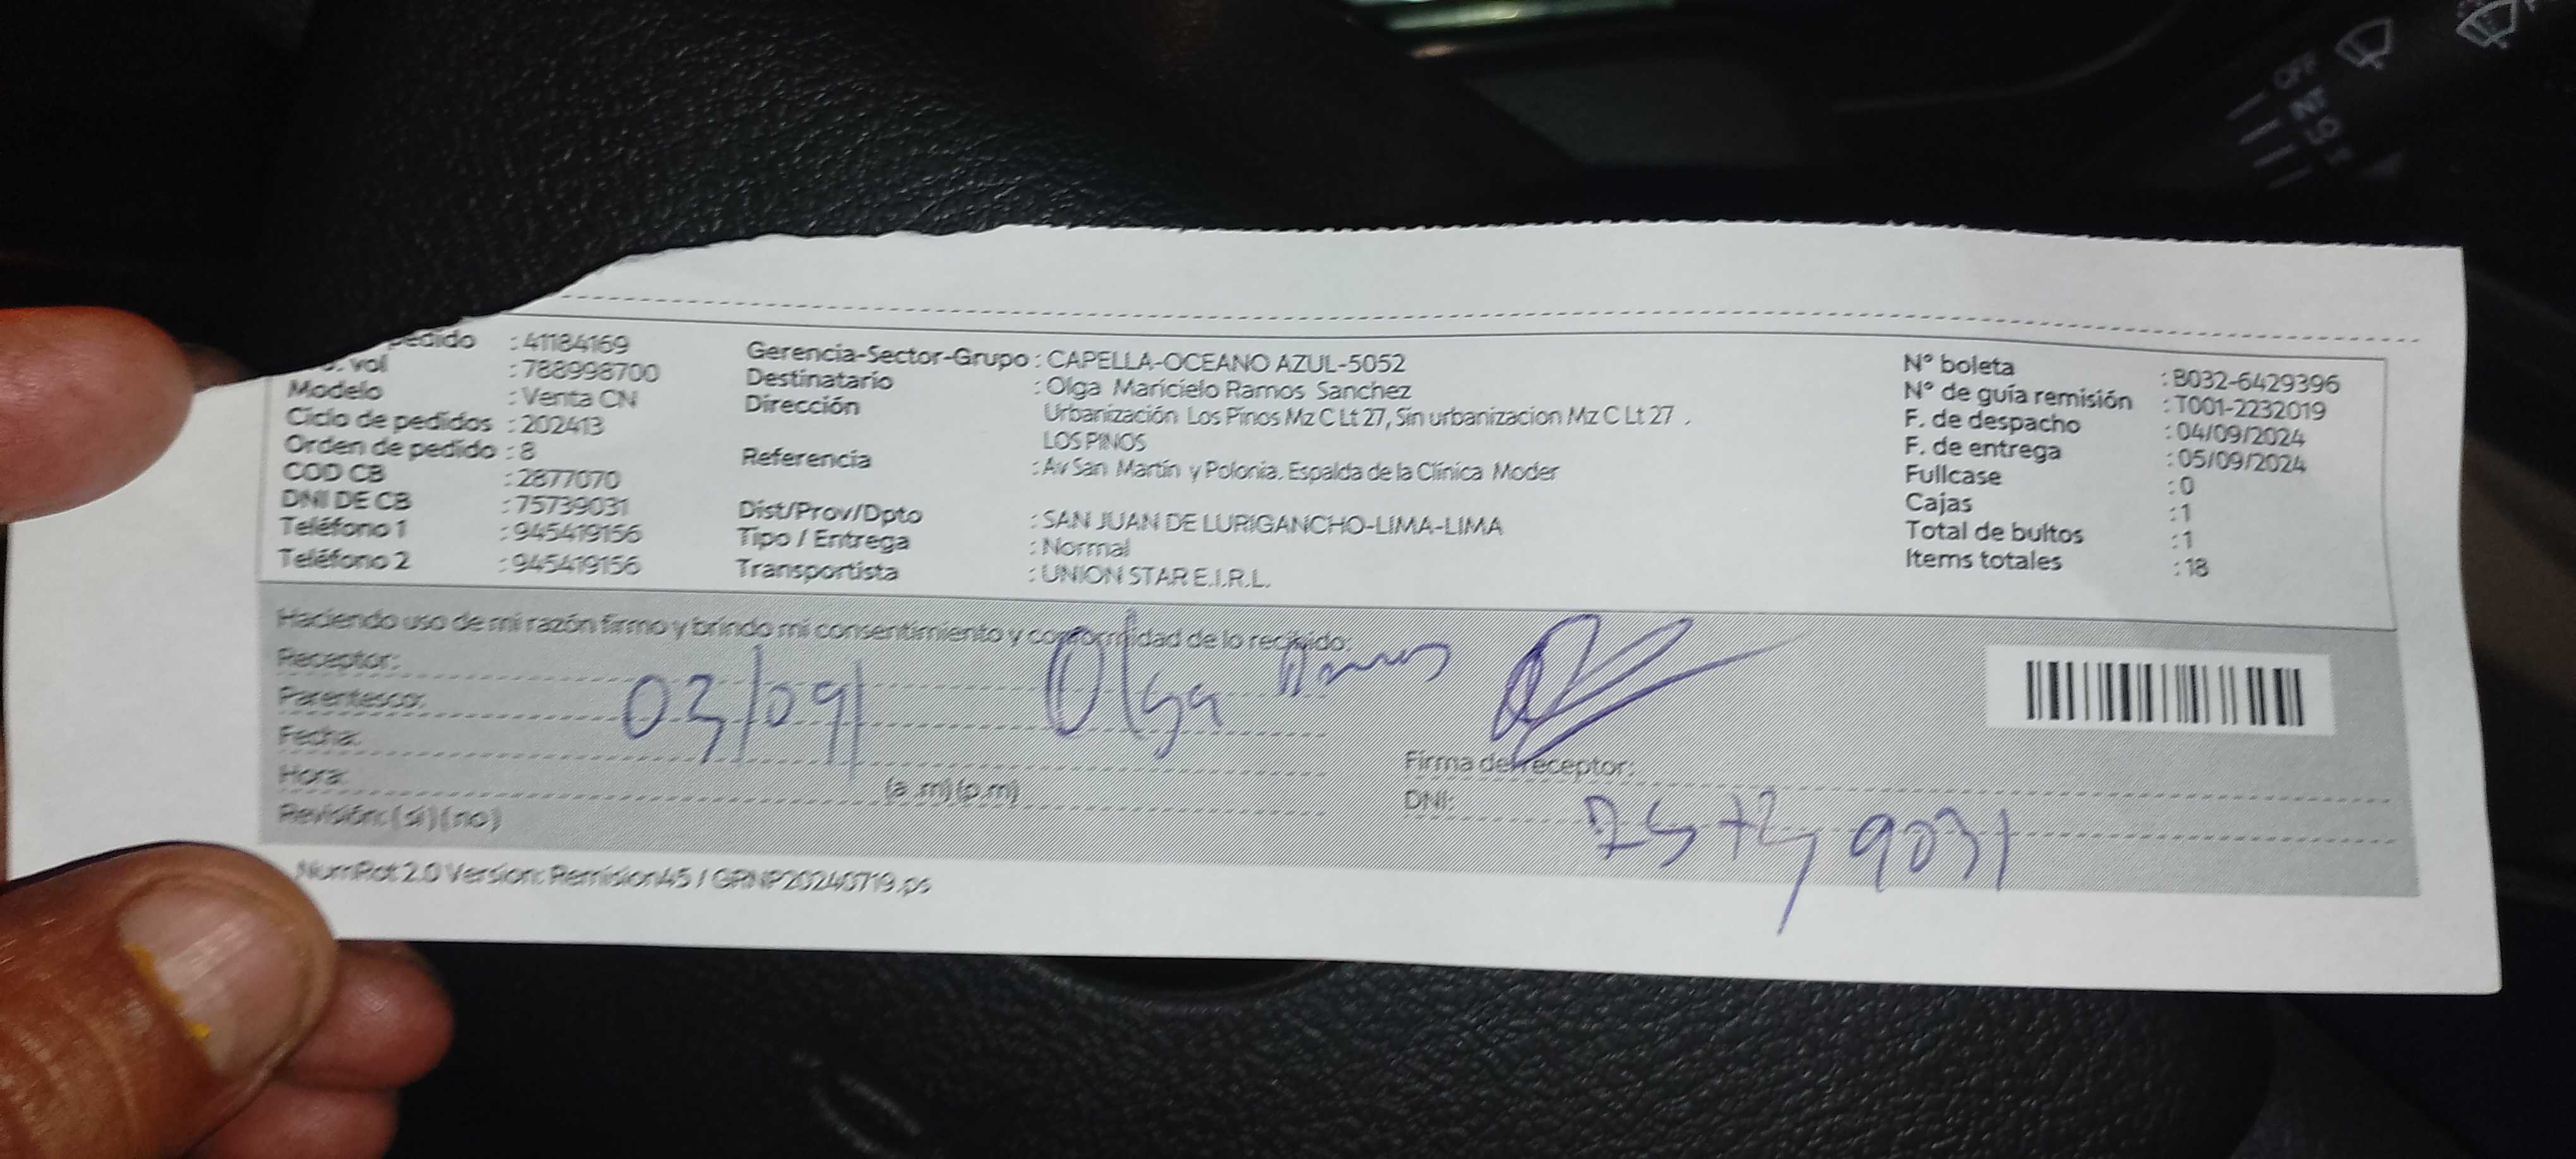 pedido : 41184169
. vol : 788998700
Modelo : Venta CN
Ciclo de pedidos : 202413
Orden de pedido : 8
COD CB : 2877070
DNI DE CB : 75739031
Teléfono 1 : 945419156
Teléfono 2 : 945419156
Gerencia-Sector-Grupo : CAPELLA-OCEANO AZUL-5052
Destinatario : Olga Maricielo Ramos Sanchez
Dirección Urbanización Los Pinos Mz C Lt 27, Sin urbanizacion Mz C Lt 27 .
LOS PINOS
Referencia : Av San Martín y Polonia. Espalda de la Clínica Moder
Dist/Prov/Dpto : SAN JUAN DE LURIGANCHO-LIMA-LIMA
Tipo / Entrega : Normal
Transportista : UNION STAR E.I.R.L.
N° boleta : B032-6429396
N° de guía remisión : T001-2232019
F. de despacho : 04/09/2024
F. de entrega : 05/09/2024
Fullcase : 0
Cajas : 1
Total de bultos : 1
Items totales : 18
Haciendo uso de mi razón firmo y brindo mi consentimiento y conformidad de lo recibido:
Receptor:
Parentesco:
Fecha:
Hora: (a .m) (p.m)
Revisión: ( si ) ( no )
03/09/
Olga Ramos
Firma del receptor:
DNI: 75739031
NumRot 2.0 Version: Remision45 / GRNP20240719.ps
OFF